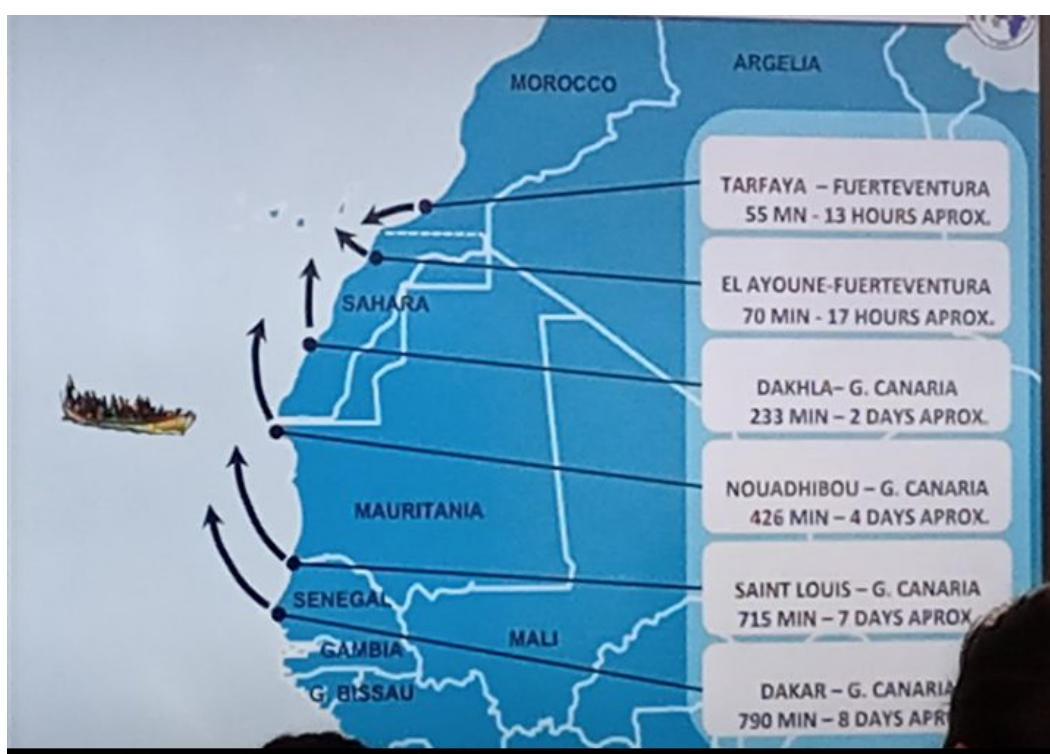 MOROCCO
ARGELIA
TARFAYA – FUERTEVENTURA
55 MN - 13 HOURS APROX.
EL AYOUNE-FUERTEVENTURA
70 MIN - 17 HOURS APROX.
SAHARA
DAKHLA– G. CANARIA
233 MIN – 2 DAYS APROX.
NOUADHIBOU – G. CANARIA
426 MIN – 4 DAYS APROX.
MAURITANIA
SAINT LOUIS – G. CANARIA
715 MIN – 7 DAYS APROX
SENEGAL
MALI
GAMBIA
G. BISSAU
DAKAR – G. CANARIA
790 MIN – 8 DAYS APR